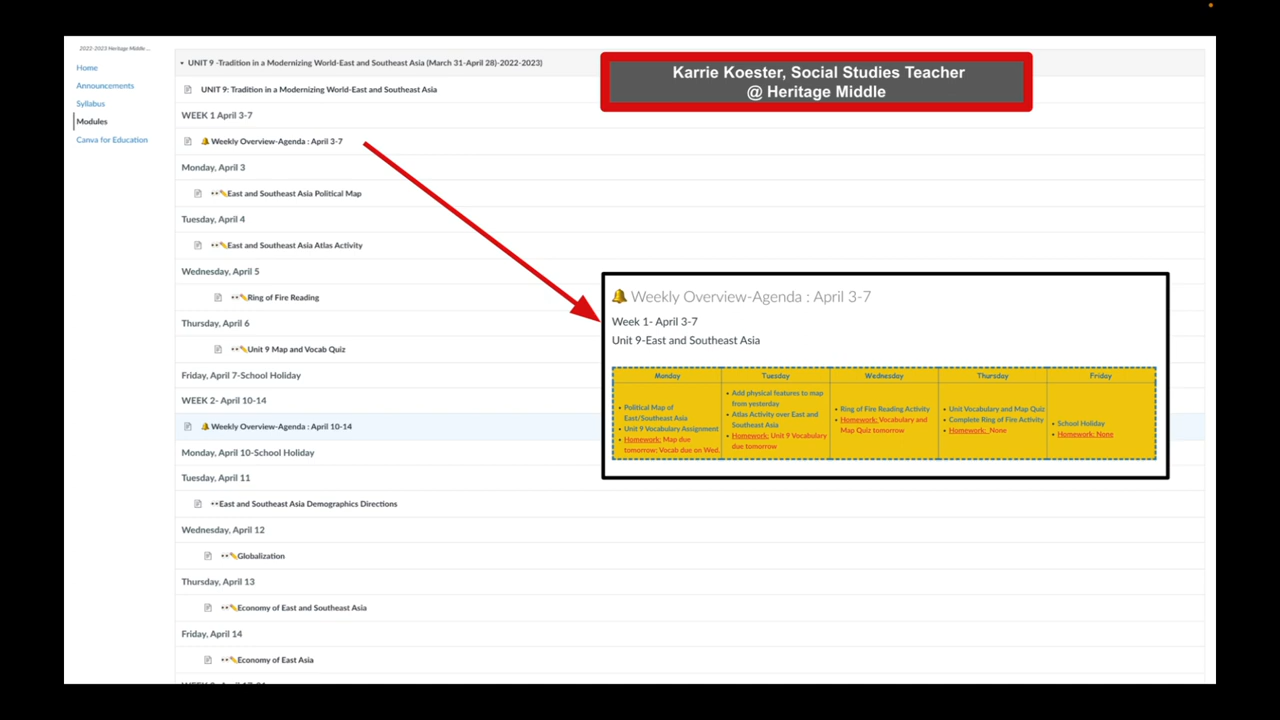 2022-2023 Heritage Middle ...
Home
Announcements
Syllabus
Modules
Canva for Education
UNIT 9 -Tradition in a Modernizing World-East and Southeast Asia (March 31-April 28)-2022-2023)
UNIT 9: Tradition in a Modernizing World-East and Southeast Asia
WEEK 1 April 3-7
Weekly Overview-Agenda : April 3-7
Monday, April 3
East and Southeast Asia Political Map
Tuesday, April 4
East and Southeast Asia Atlas Activity
Wednesday, April 5
Ring of Fire Reading
Thursday, April 6
Unit 9 Map and Vocab Quiz
Friday, April 7-School Holiday
WEEK 2- April 10-14
Weekly Overview-Agenda : April 10-14
Monday, April 10-School Holiday
Tuesday, April 11
East and Southeast Asia Demographics Directions
Wednesday, April 12
Globalization
Thursday, April 13
Economy of East and Southeast Asia
Friday, April 14
Economy of East Asia
Karrie Koester, Social Studies Teacher
@ Heritage Middle
Weekly Overview-Agenda : April 3-7
Week 1- April 3-7
Unit 9-East and Southeast Asia
Monday
Political Map of
East/Southeast Asia
Unit 9 Vocabulary Assignment
Homework: Map due
tomorrow; Vocab due on Wed.
Tuesday
Add physical features to map
from yesterday
Atlas Activity over East and
Southeast Asia
Homework: Unit 9 Vocabulary
due tomorrow
Wednesday
Ring of Fire Reading Activity
Homework: Vocabulary and
Map Quiz tomorrow
Thursday
Unit Vocabulary and Map Quiz
Complete Ring of Fire Activity
Homework: None
Friday
School Holiday
Homework: None